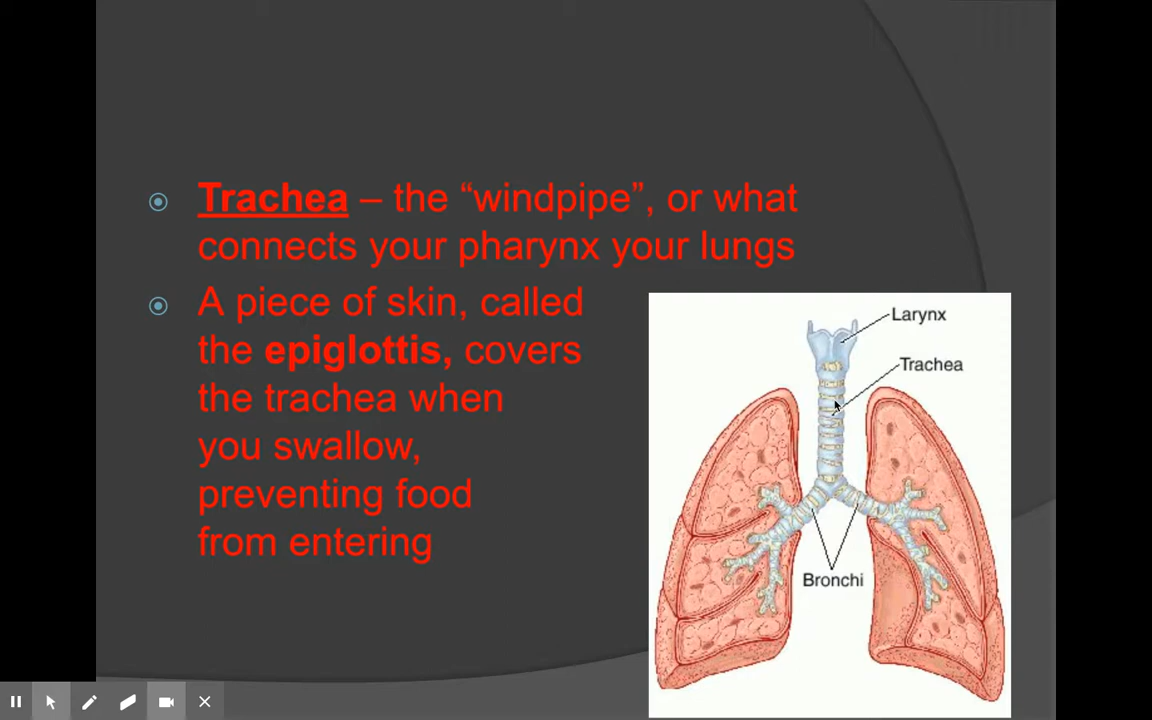 Trachea – the “windpipe”, or what
connects your pharynx your lungs
A piece of skin, called
the epiglottis, covers
the trachea when
you swallow,
preventing food
from entering
Larynx
Trachea
Bronchi